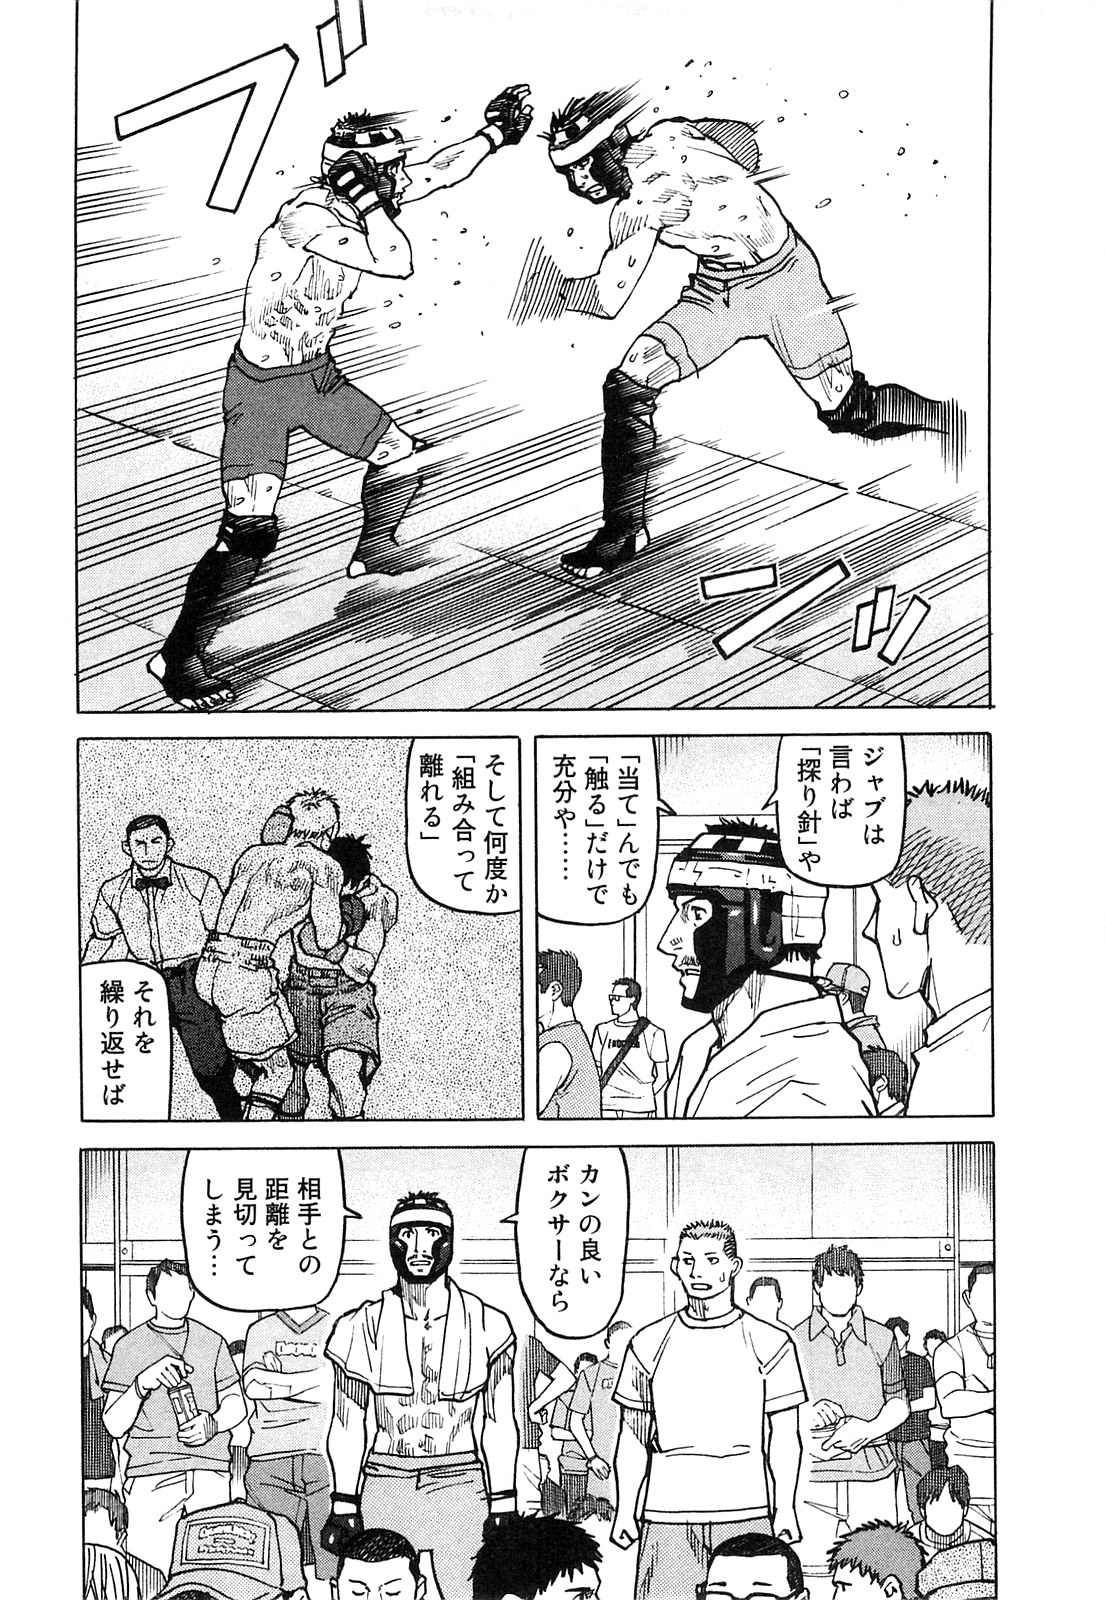 ブ
ジャブは
言わば
「探り針」や
「当て」んでも
「触る」だけで
充分や……
そして何度か
「組み合って
離れる」
それを
繰り返せば
カンの良い
ボクサーなら
相手との
距離を
見切って
しまう…